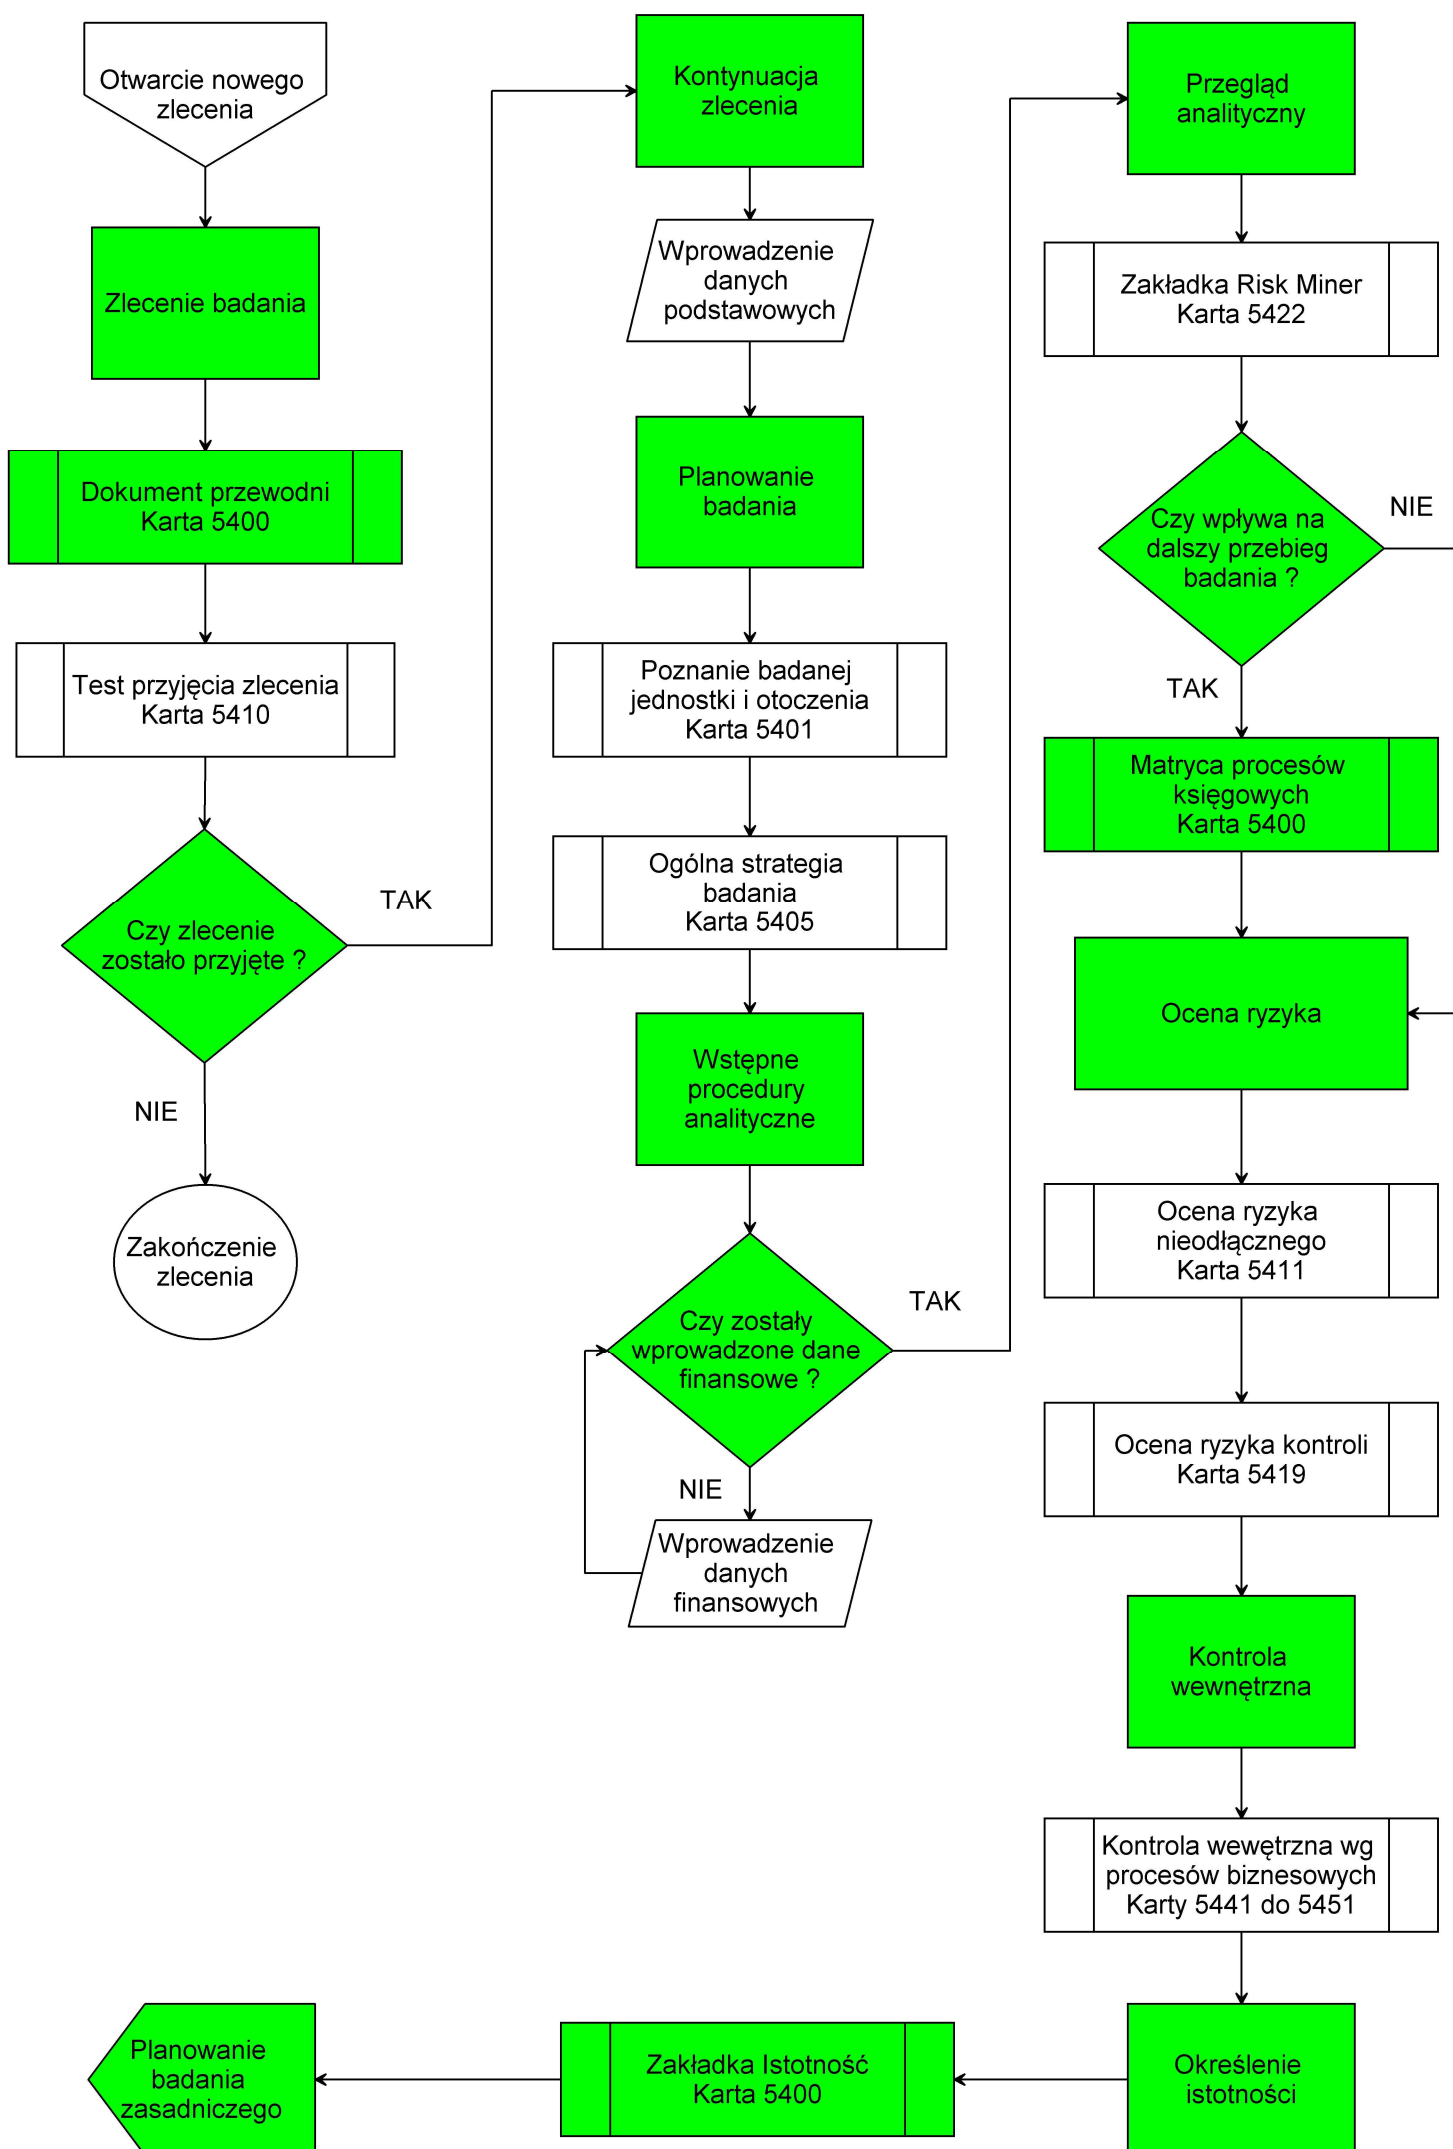 Otwarcie nowego
zlecenia
Zlecenie badania
Dokument przewodni
Karta 5400
Test przyjęcia zlecenia
Karta 5410
Czy zlecenie
zostało przyjęte ?
TAK
NIE
Zakończenie
zlecenia
Kontynuacja
zlecenia
Wprowadzenie
danych
podstawowych
Planowanie
badania
Poznanie badanej
jednostki i otoczenia
Karta 5401
Ogólna strategia
badania
Karta 5405
Wstępne
procedury
analityczne
Czy zostały
wprowadzone dane
finansowe ?
TAK
NIE
Wprowadzenie
danych
finansowych
Przegląd
analityczny
Zakładka Risk Miner
Karta 5422
Czy wpływa na
dalszy przebieg
badania ?
NIE
TAK
Matryca procesów
księgowych
Karta 5400
Ocena ryzyka
Ocena ryzyka
nieodłącznego
Karta 5411
Ocena ryzyka kontroli
Karta 5419
Kontrola
wewnętrzna
Kontrola wewętrzna wg
procesów biznesowych
Karty 5441 do 5451
Określenie
istotności
Zakładka Istotność
Karta 5400
Planowanie
badania
zasadniczego